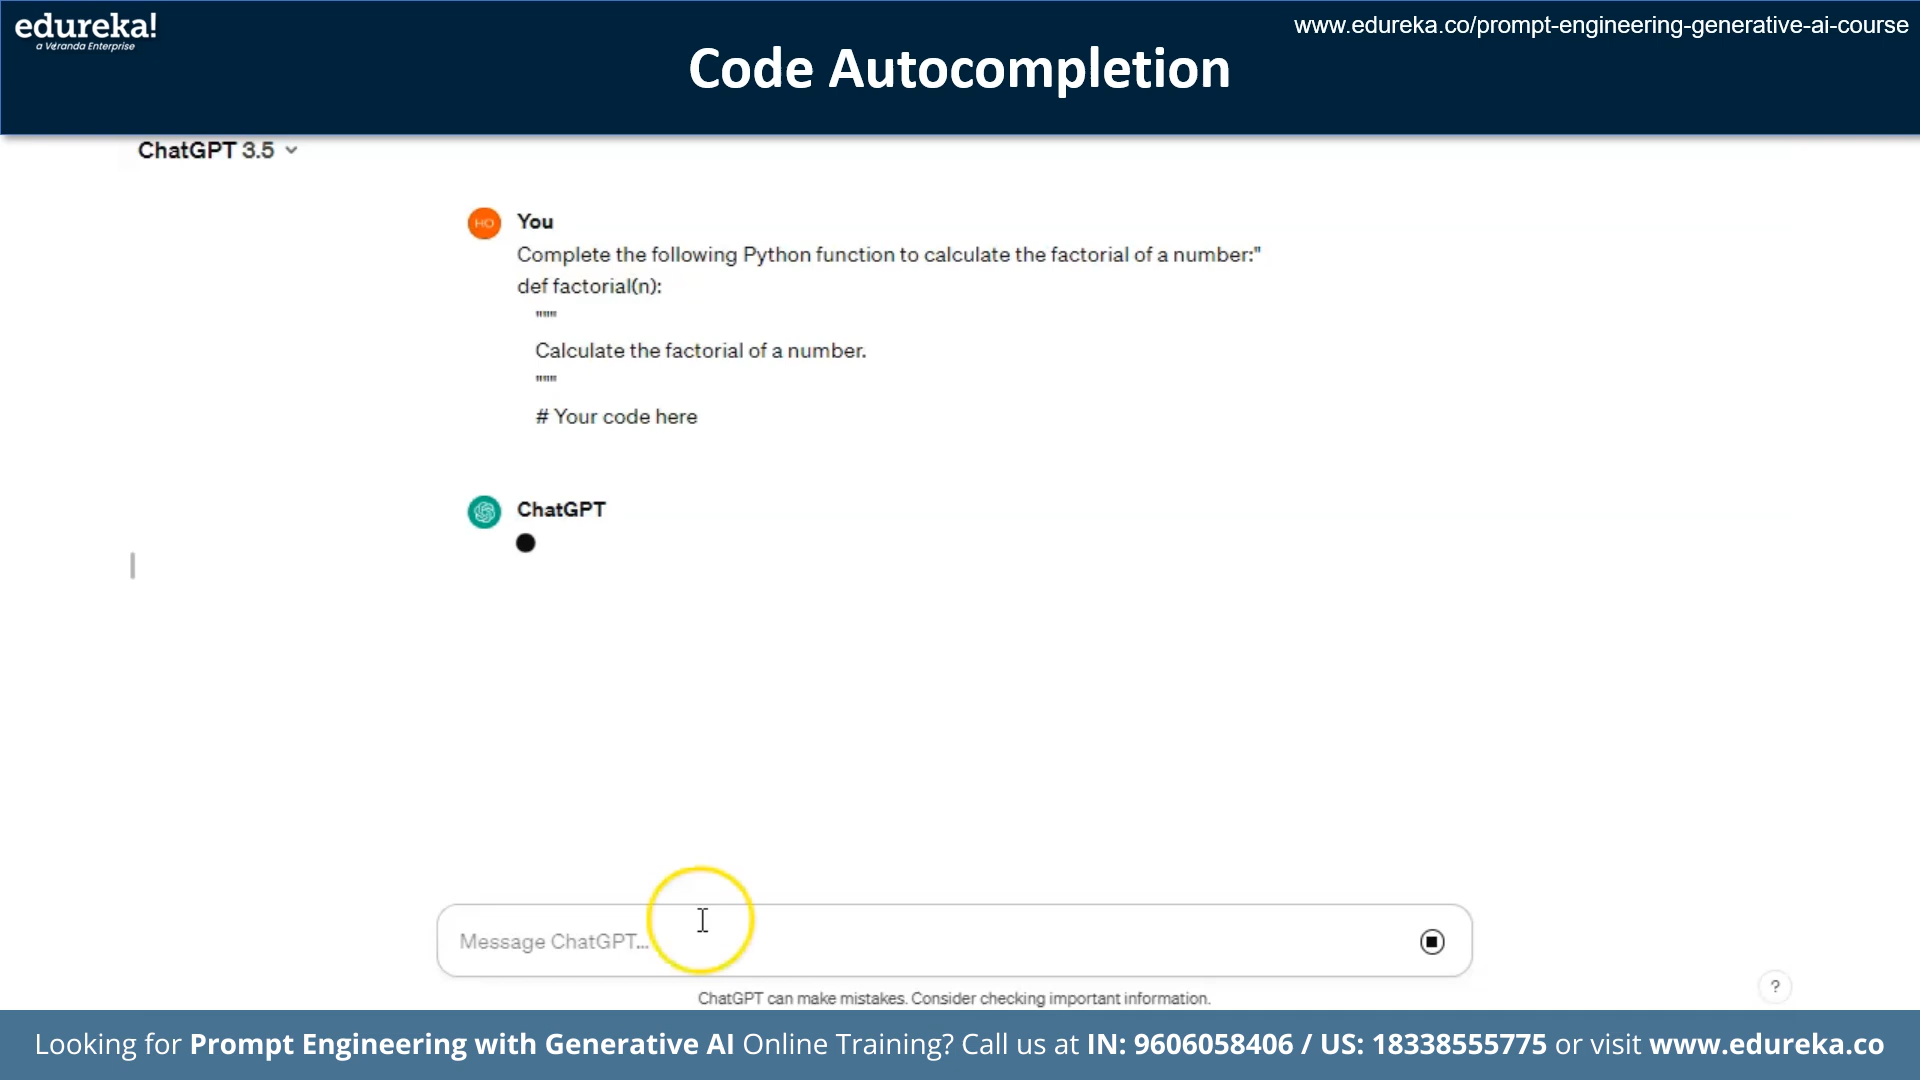 edureka!
a Veranda Enterprise
www.edureka.co/prompt-engineering-generative-ai-course
Code Autocompletion
ChatGPT 3.5
HO
You
Complete the following Python function to calculate the factorial of a number:"
def factorial(n):
"""
Calculate the factorial of a number.
"""
# Your code here
ChatGPT
Message ChatGPT...
ChatGPT can make mistakes. Consider checking important information.
?
Looking for Prompt Engineering with Generative AI Online Training? Call us at IN: 9606058406 / US: 18338555775 or visit www.edureka.co